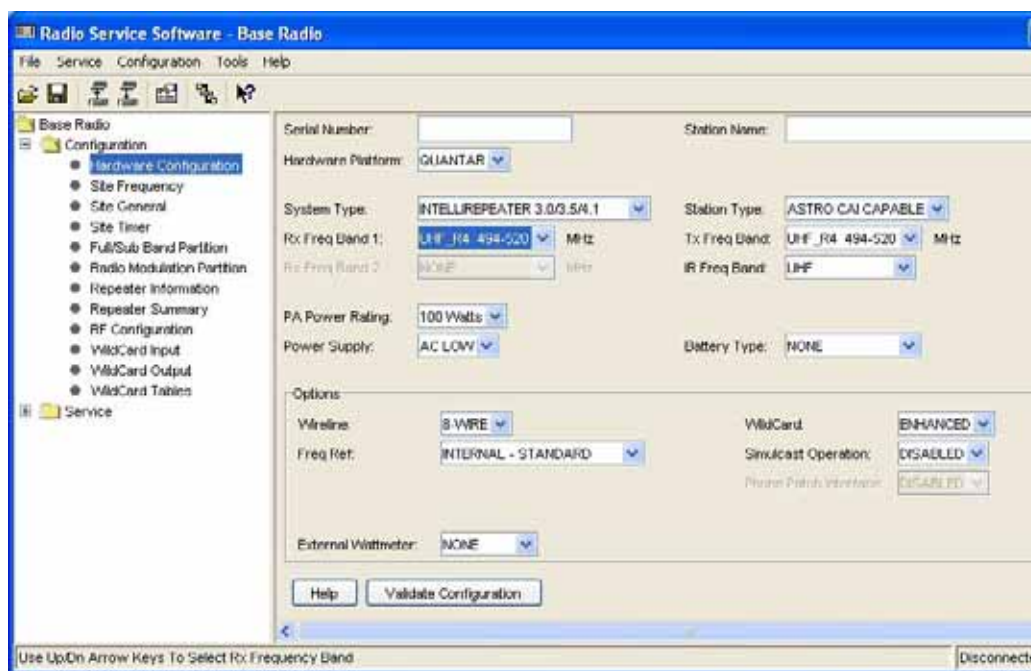 Radio Service Software - Base Radio
File Service Configuration Tools Help
Base Radio
Configuration
Hardware Configuration
Site Frequency
Site General
Site Timer
Full/Sub Band Partition
Radio Modulation Partition
Repeater Information
Repeater Summary
RF Configuration
WildCard Input
WildCard Output
WildCard Tables
Service
Serial Number: Station Name:
Hardware Platform: QUANTAR
System Type: INTELLIREPEATER 3.0/3.5/4.1 Station Type: ASTRO CAI CAPABLE
Rx Freq Band 1: UHF_R4 494-520 MHz Tx Freq Band: UHF_R4 494-520 MHz
Rx Freq Band 2: NONE MHz IR Freq Band: UHF
PA Power Rating: 100 Watts
Power Supply: AC LOW Battery Type: NONE
Options
Wireline: 8-WIRE WildCard: ENHANCED
Freq Ref: INTERNAL - STANDARD Simulcast Operation: DISABLED
Phone Patch Interface: DISABLED
External Wattmeter: NONE
Help Validate Configuration
Use Up/Dn Arrow Keys To Select Rx Frequency Band Disconnect